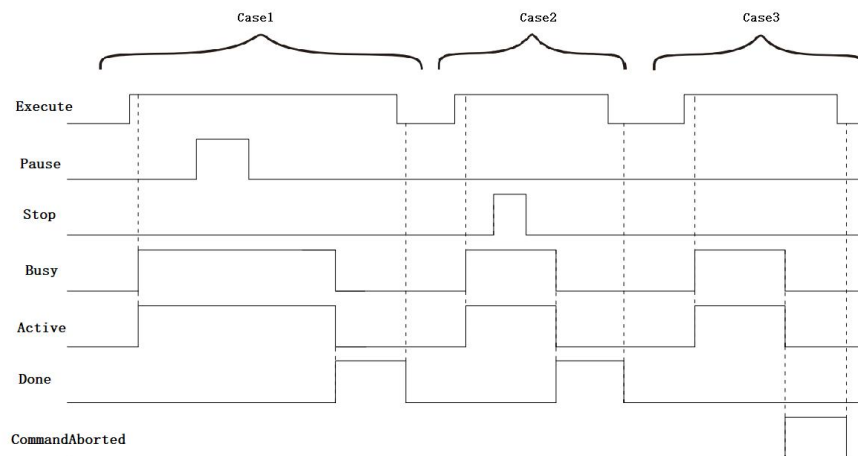 Case1
Case2
Case3
Execute
Pause
Stop
Busy
Active
Done
CommandAborted